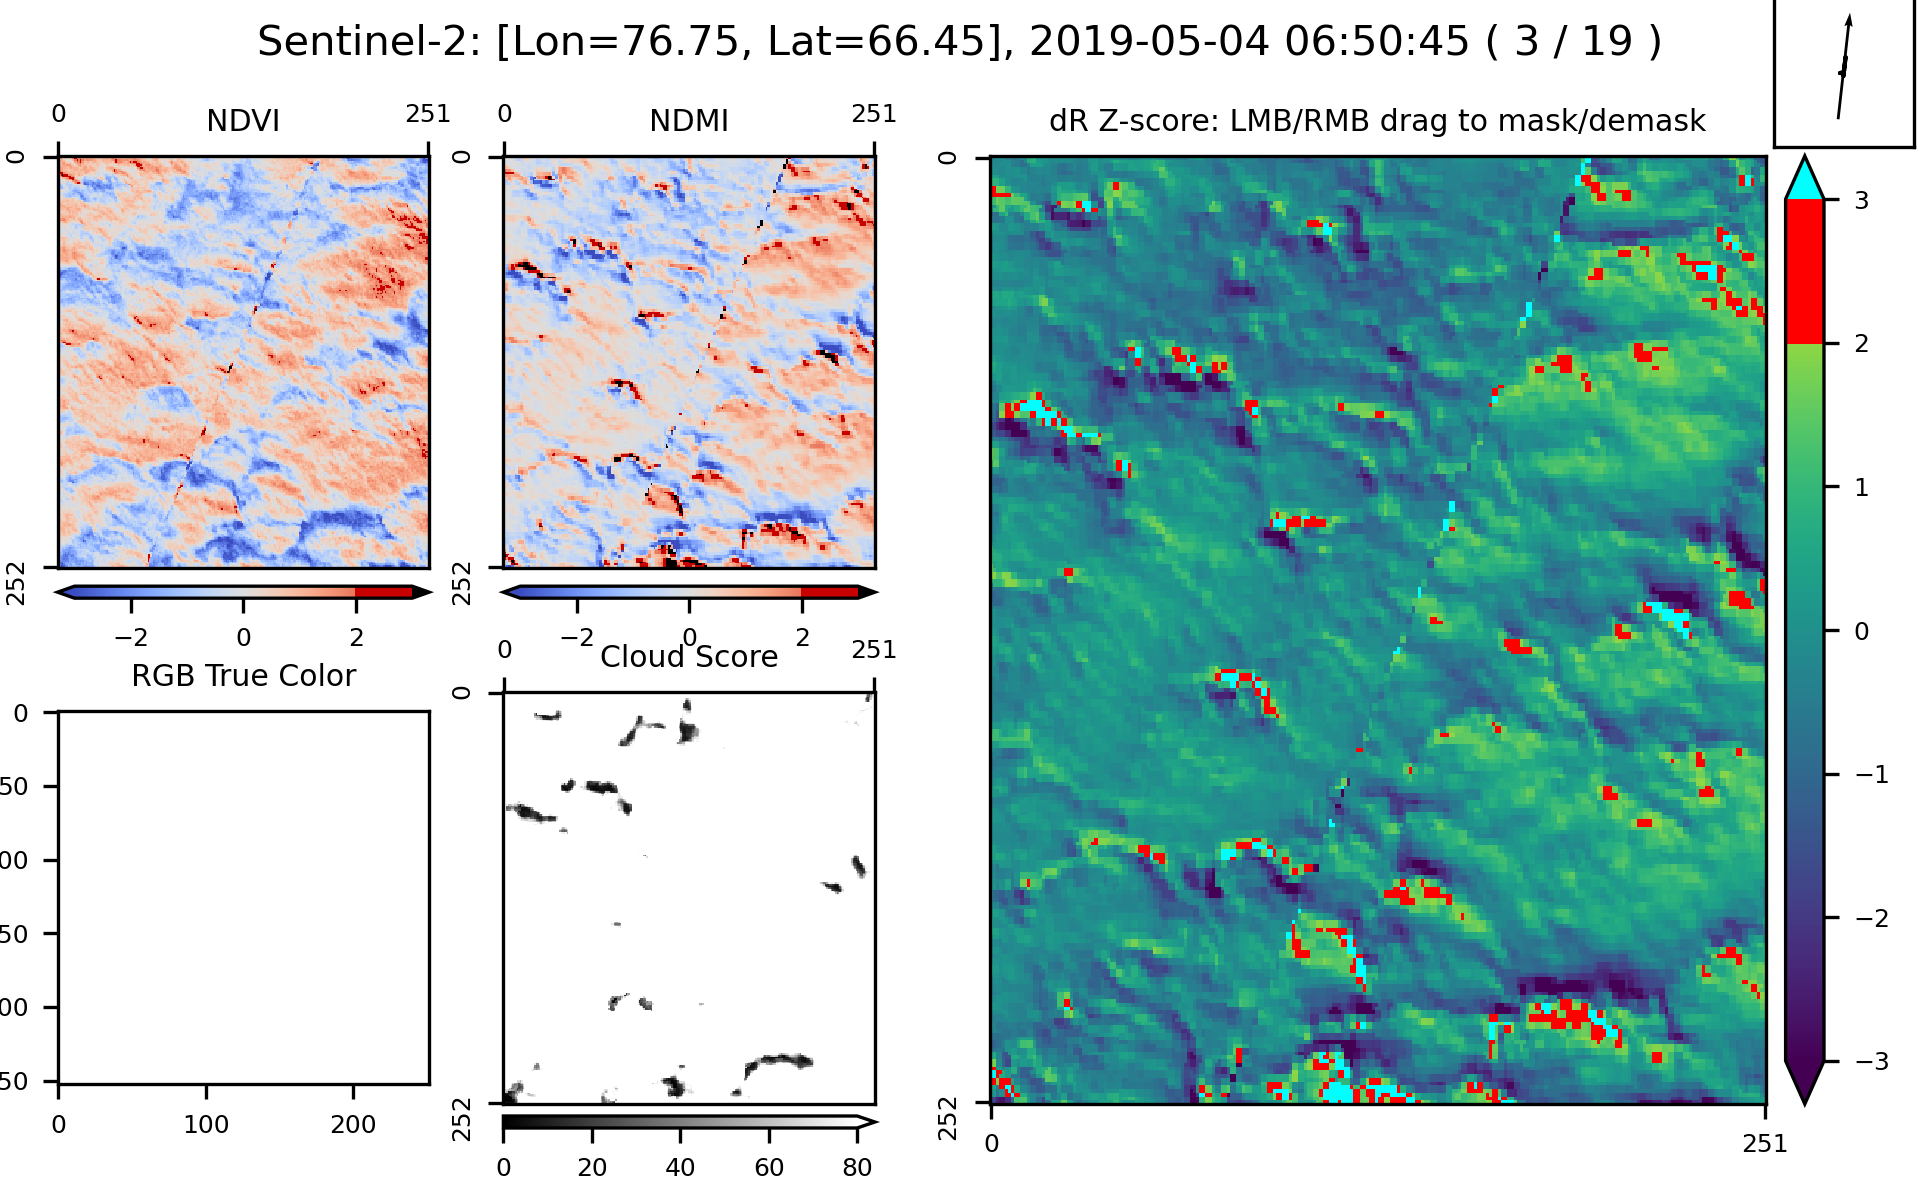 Sentinel-2: [Lon=76.75, Lat=66.45], 2019-05-04 06:50:45 ( 3 / 19 )
0 NDVI 251
0 NDMI 251
dR Z-score: LMB/RMB drag to mask/demask
0
0
0
3
2
1
0
−1
−2
−3
252
252
−2 0 2
−2 0 2
RGB True Color
0 Cloud Score 251
0
50
00
50
00
50
0 100 200
0
252
0 20 40 60 80
252
0 251